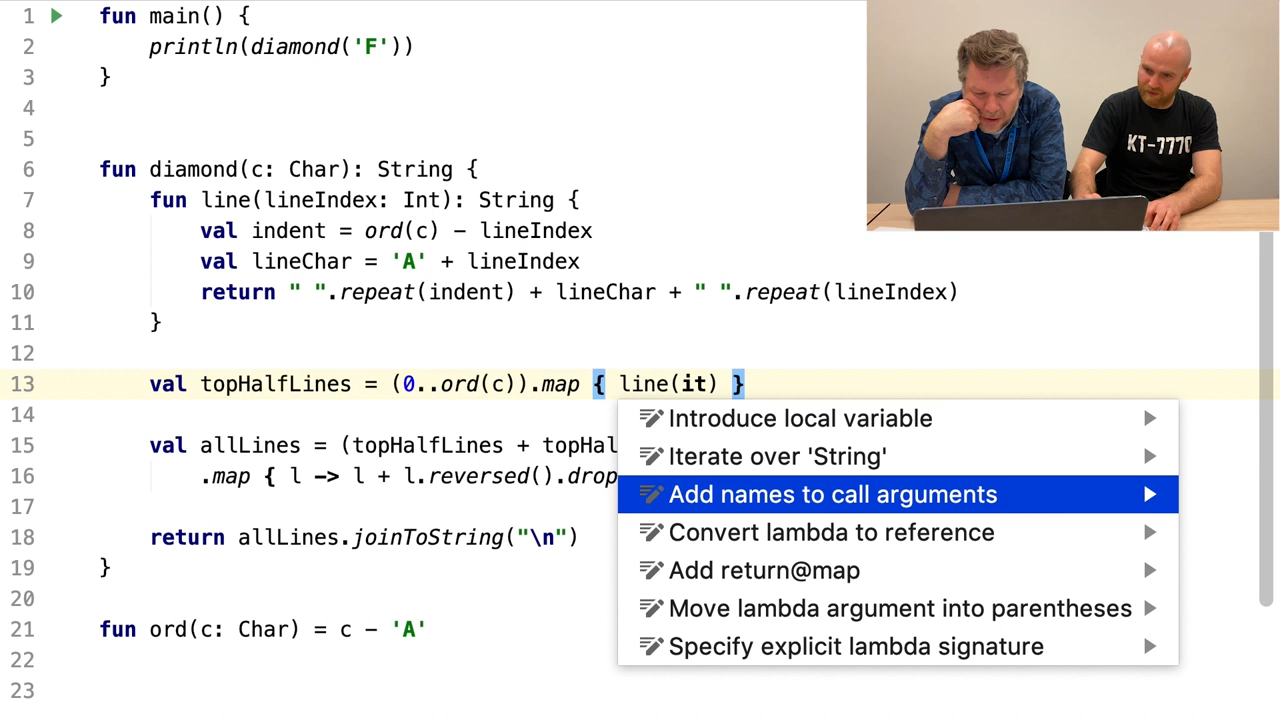 1 fun main() {
2 println(diamond('F'))
3 }
4
5
6 fun diamond(c: Char): String {
7 fun line(lineIndex: Int): String {
8 val indent = ord(c) - lineIndex
9 val lineChar = 'A' + lineIndex
10 return " ".repeat(indent) + lineChar + " ".repeat(lineIndex)
11 }
12
13 val topHalfLines = (0..ord(c)).map { line(it) }
14
15 val allLines = (topHalfLines + topHal
16 .map { l -> l + l.reversed().drop
17
18 return allLines.joinToString("\n")
19 }
20
21 fun ord(c: Char) = c - 'A'
22
23
Introduce local variable
Iterate over 'String'
Add names to call arguments
Convert lambda to reference
Add return@map
Move lambda argument into parentheses
Specify explicit lambda signature
KT-7770